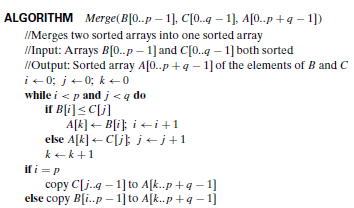 ALGORITHM Merge(B[0..p − 1], C[0..q − 1], A[0..p + q − 1])
//Merges two sorted arrays into one sorted array
//Input: Arrays B[0..p − 1] and C[0..q − 1] both sorted
//Output: Sorted array A[0..p + q − 1] of the elements of B and C
i ← 0; j ← 0; k ← 0
while i < p and j < q do
if B[i] ≤ C[j]
A[k] ← B[i]; i ← i + 1
else A[k] ← C[j]; j ← j + 1
k ← k + 1
if i = p
copy C[j..q − 1] to A[k..p + q − 1]
else copy B[i..p − 1] to A[k..p + q − 1]